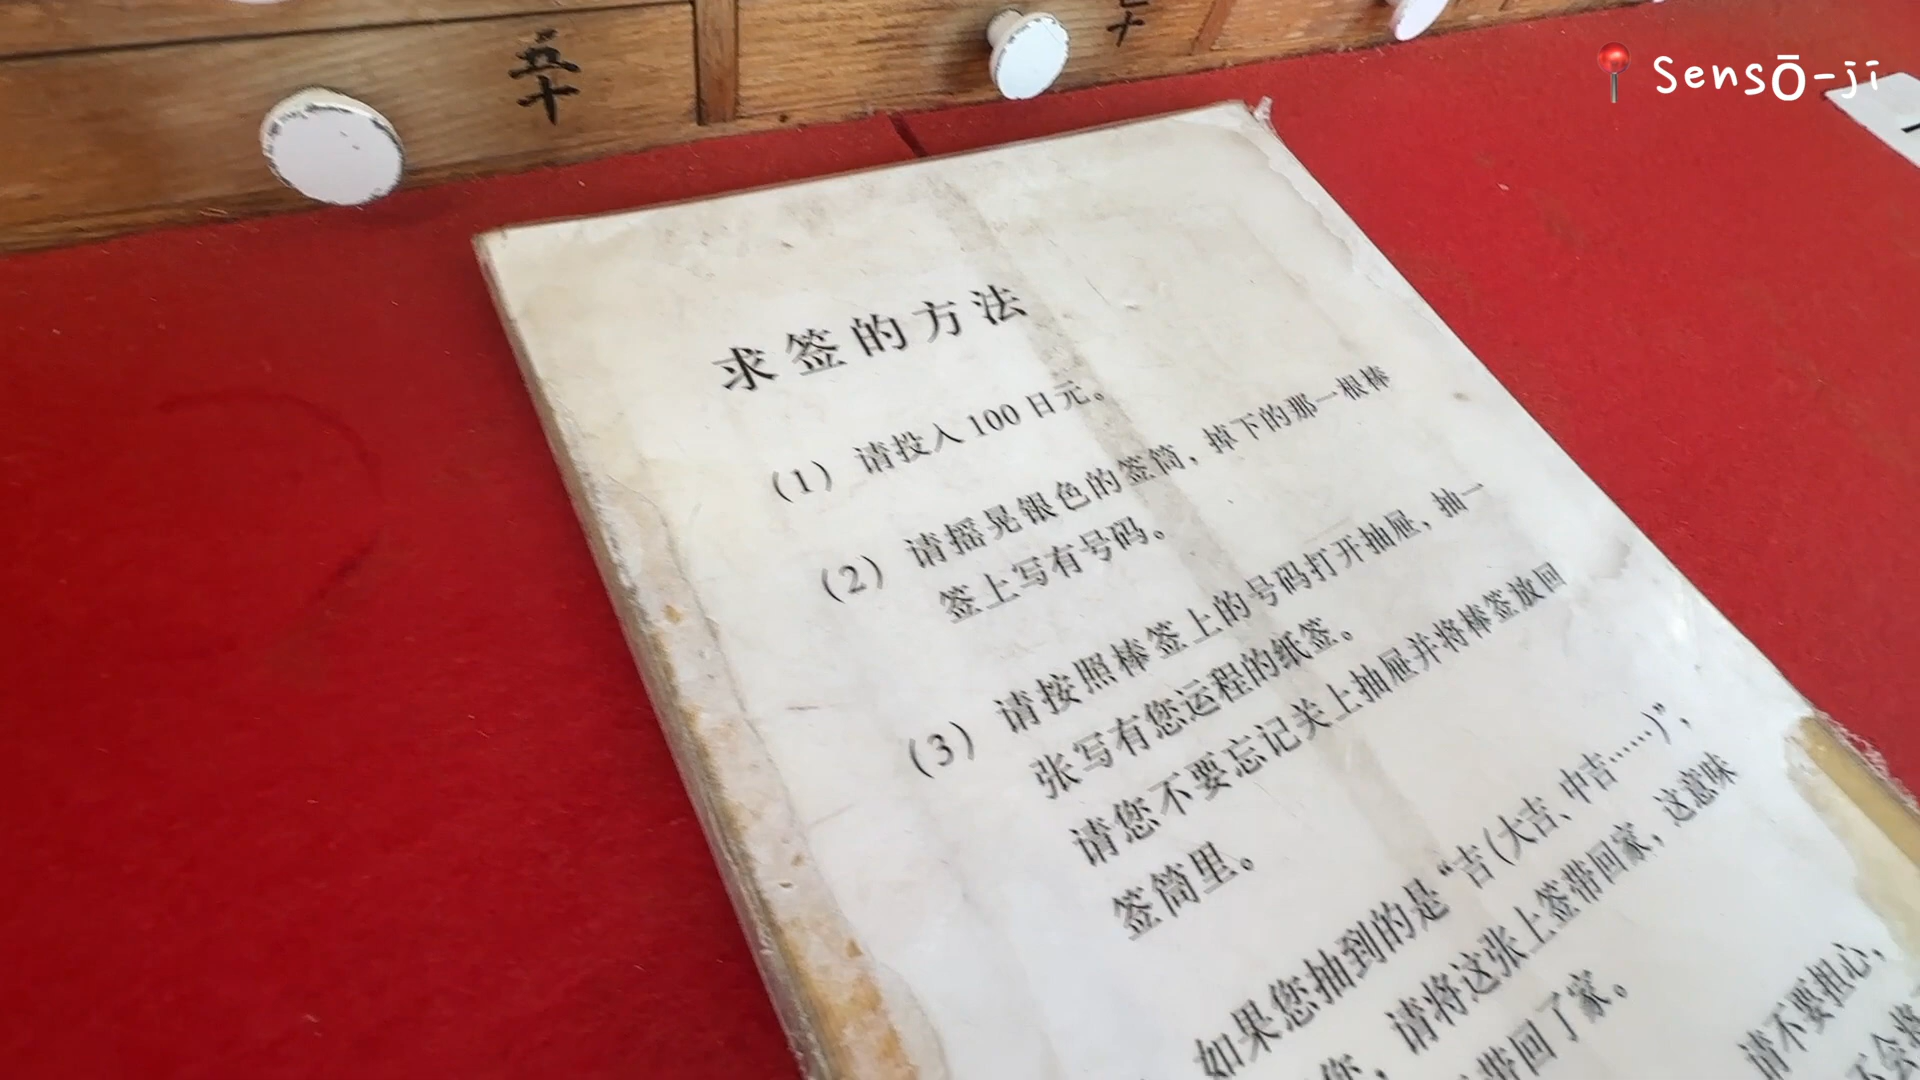 五十
Sensō-ji
求签的方法
(1) 请投入 100 日元。
(2) 请摇晃银色的签筒，掉下的那一根棒
签上写有号码。
(3) 请按照棒签上的号码打开抽屉，抽一
张写有您运程的纸签。
请您不要忘记关上抽屉并将棒签放回
签筒里。
如果您抽到的是“吉(大吉、中吉……)”，
您，请将这张上签带回家，这意味
带回了家。
请不要担心，